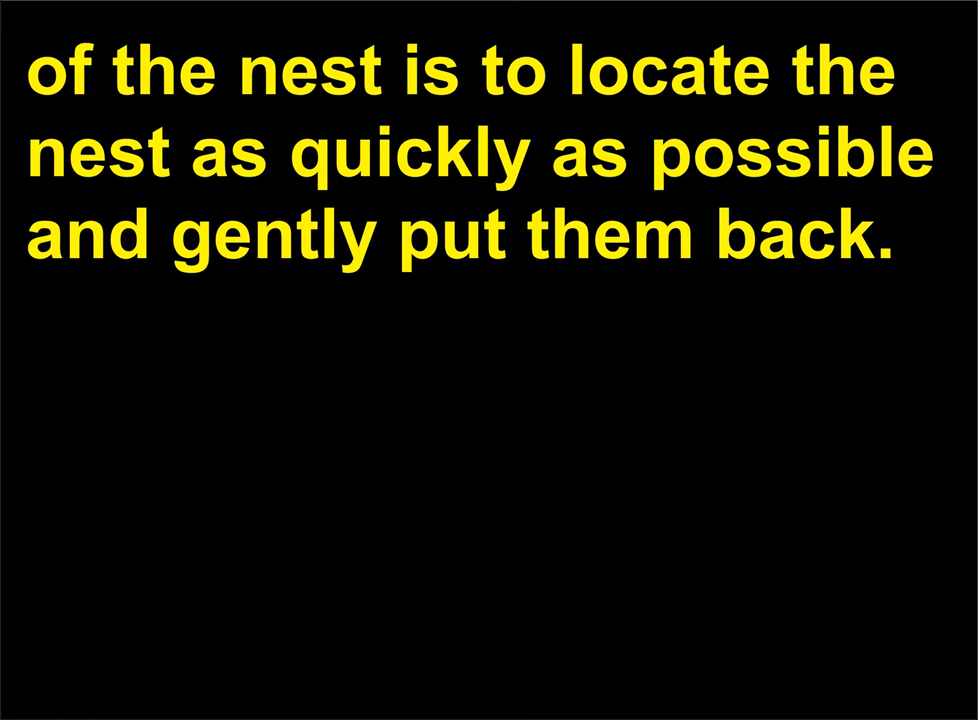 of the nest is to locate the
nest as quickly as possible
and gently put them back.